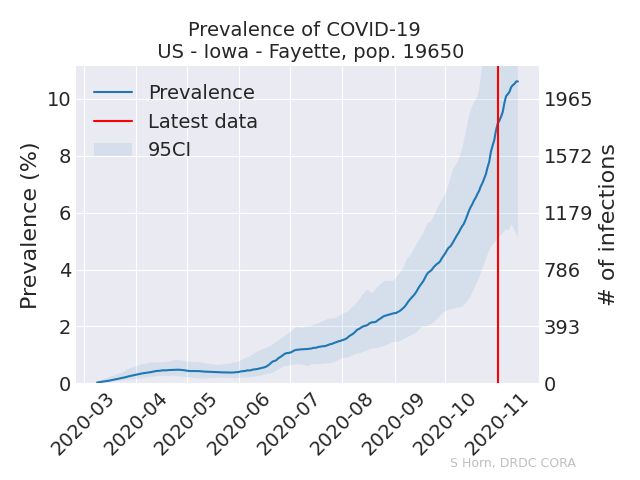 Prevalence of COVID-19
US - Iowa - Fayette, pop. 19650
Prevalence
Latest data
95CI
Prevalence (%)
10
8
6
4
2
0
1965
1572
1179
786
393
0
# of infections
2020-03
2020-04
2020-05
2020-06
2020-07
2020-08
2020-09
2020-10
2020-11
S Horn, DRDC CORA